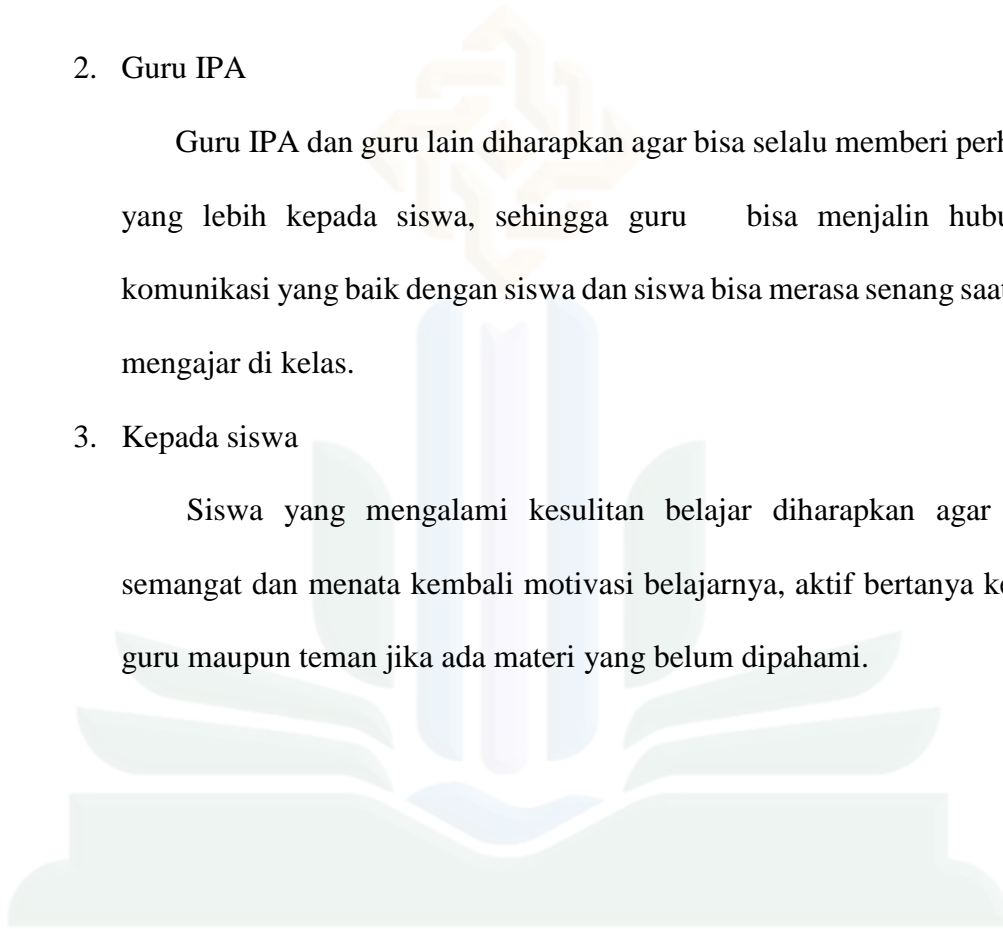 2. Guru IPA
Guru IPA dan guru lain diharapkan agar bisa selalu memberi
yang lebih kepada siswa, sehingga guru bisa menjalin
komunikasi yang baik dengan siswa dan siswa bisa merasa senang saat
mengajar di kelas.
3. Kepada siswa
Siswa yang mengalami kesulitan belajar diharapkan agar
semangat dan menata kembali motivasi belajarnya, aktif bertanya
guru maupun teman jika ada materi yang belum dipahami.